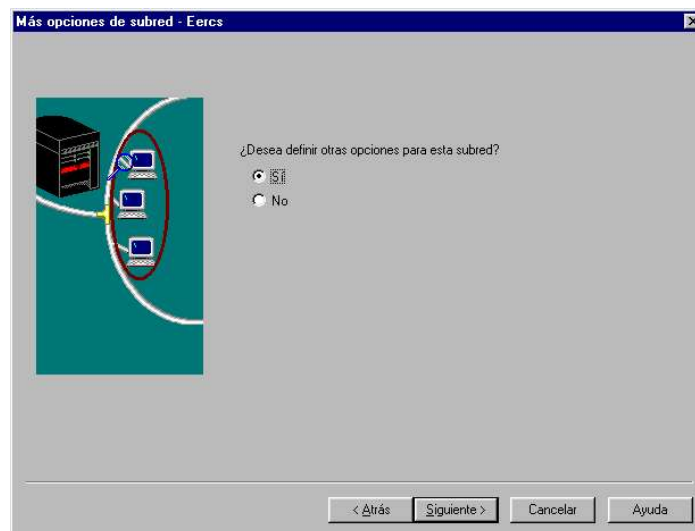 Más opciones de subred - Eercs
¿Desea definir otras opciones para esta subred?
Sí
No
< Atrás
Siguiente >
Cancelar
Ayuda